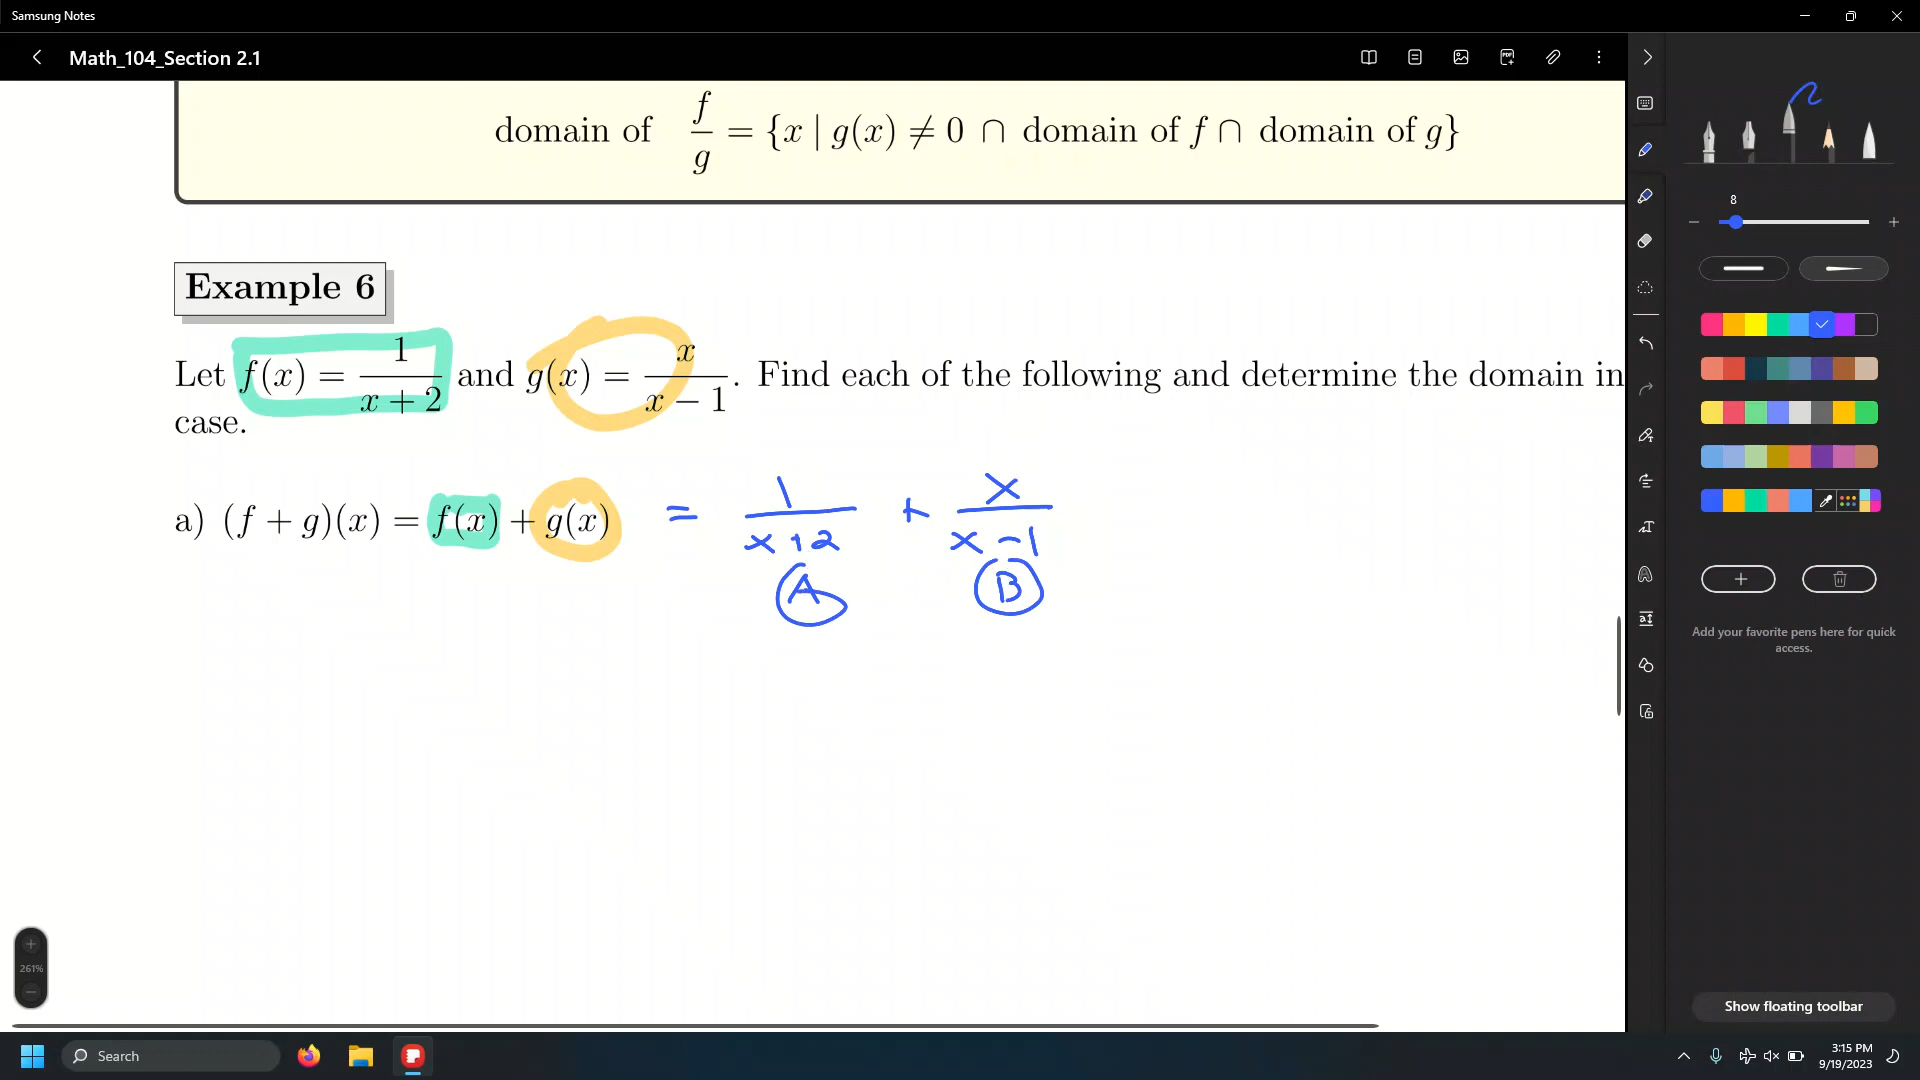 Samsung Notes
Math_104_Section 2.1
PDF
domain of f/g = {x | g(x) ≠ 0 ∩ domain of f ∩ domain of g}
8
Example 6
Let f(x) = 1/(x + 2) and g(x) = x/(x − 1). Find each of the following and determine the domain in
case.
a) (f + g)(x) = f(x) + g(x) = 1/(x+2) + x/(x−1)
A B
Add your favorite pens here for quick
access.
261%
Show floating toolbar
Search
3:15 PM
9/19/2023